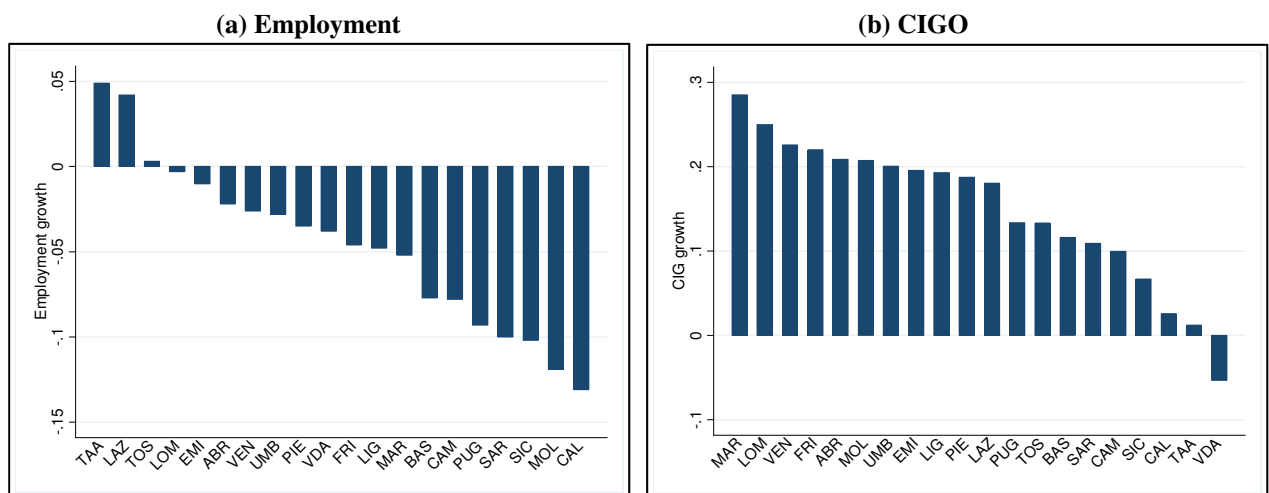 (a) Employment
Employment growth
.05
0
-.05
-.1
-.15
TAA LAZ TOS LOM EMI ABR VEN UMB PIE VDA FRI LIG MAR BAS CAM PUG SAR SIC MOL CAL
(b) CIGO
CIG growth
.3
.2
.1
0
-.1
MAR LOM VEN FRI ABR MOL UMB EMI LIG PIE LAZ PUG TOS BAS SAR CAM SIC CAL TAA VDA